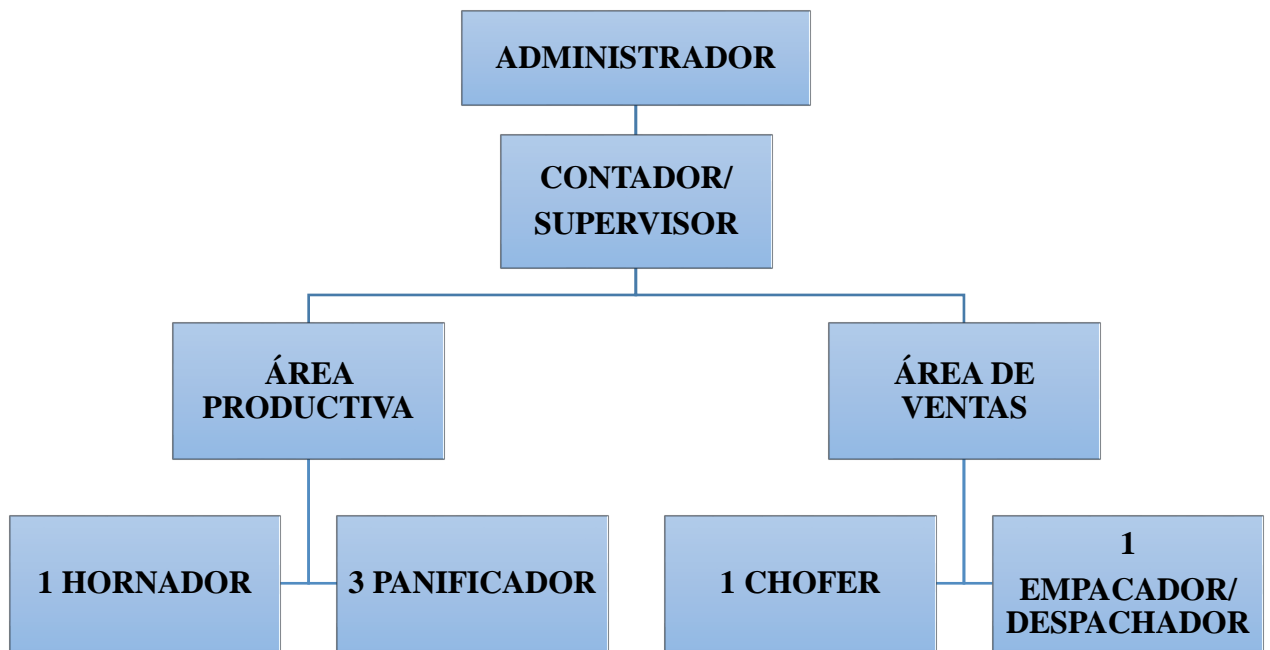 ADMINISTRADOR
CONTADOR/
SUPERVISOR
ÁREA
PRODUCTIVA
ÁREA DE
VENTAS
1 HORNADOR
3 PANIFICADOR
1 CHOFER
1
EMPACADOR/
DESPACHADOR